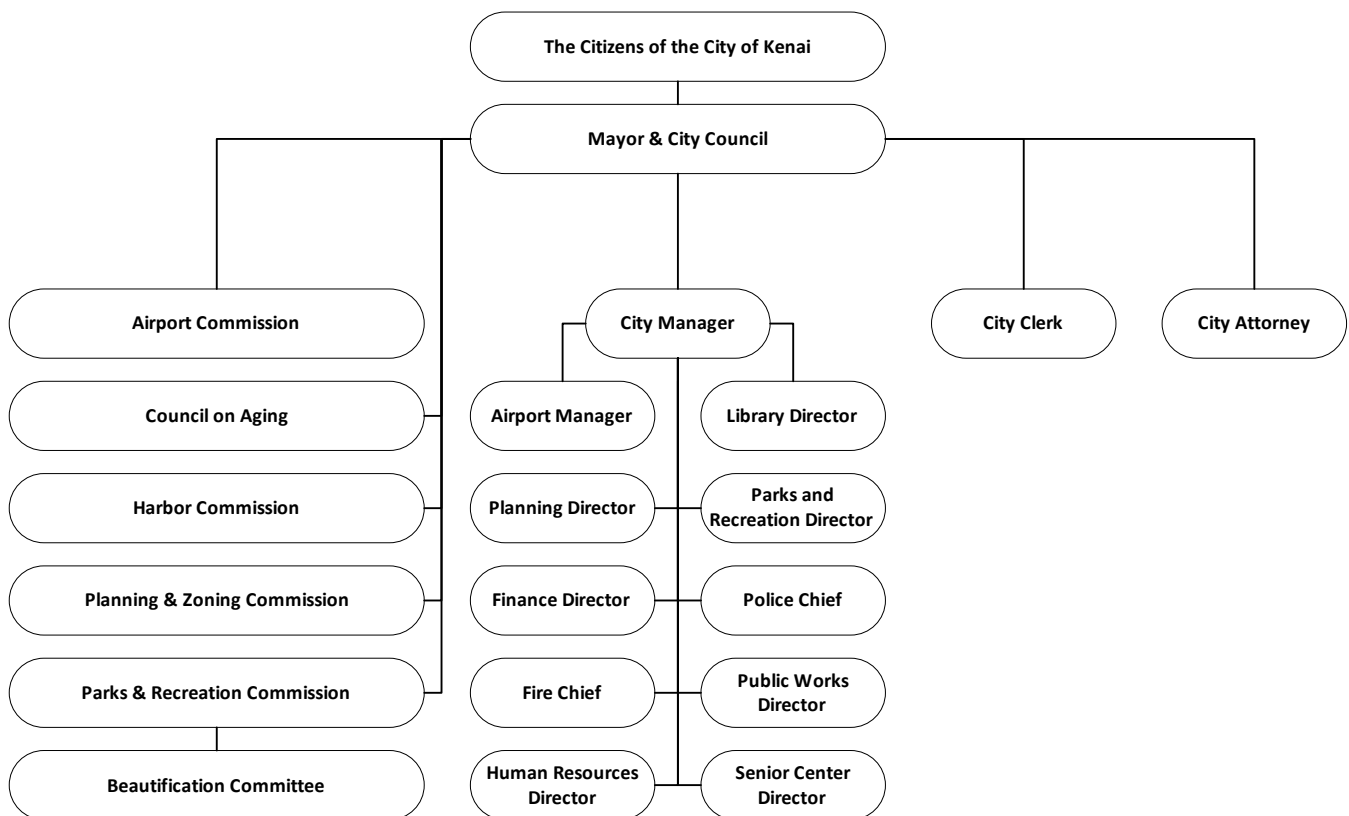 The Citizens of the City of Kenai
Mayor & City Council
Airport Commission
City Manager
City Clerk
City Attorney
Council on Aging
Airport Manager
Library Director
Harbor Commission
Planning Director
Parks and
Recreation Director
Planning & Zoning Commission
Finance Director
Police Chief
Parks & Recreation Commission
Fire Chief
Public Works
Director
Beautification Committee
Human Resources
Director
Senior Center
Director